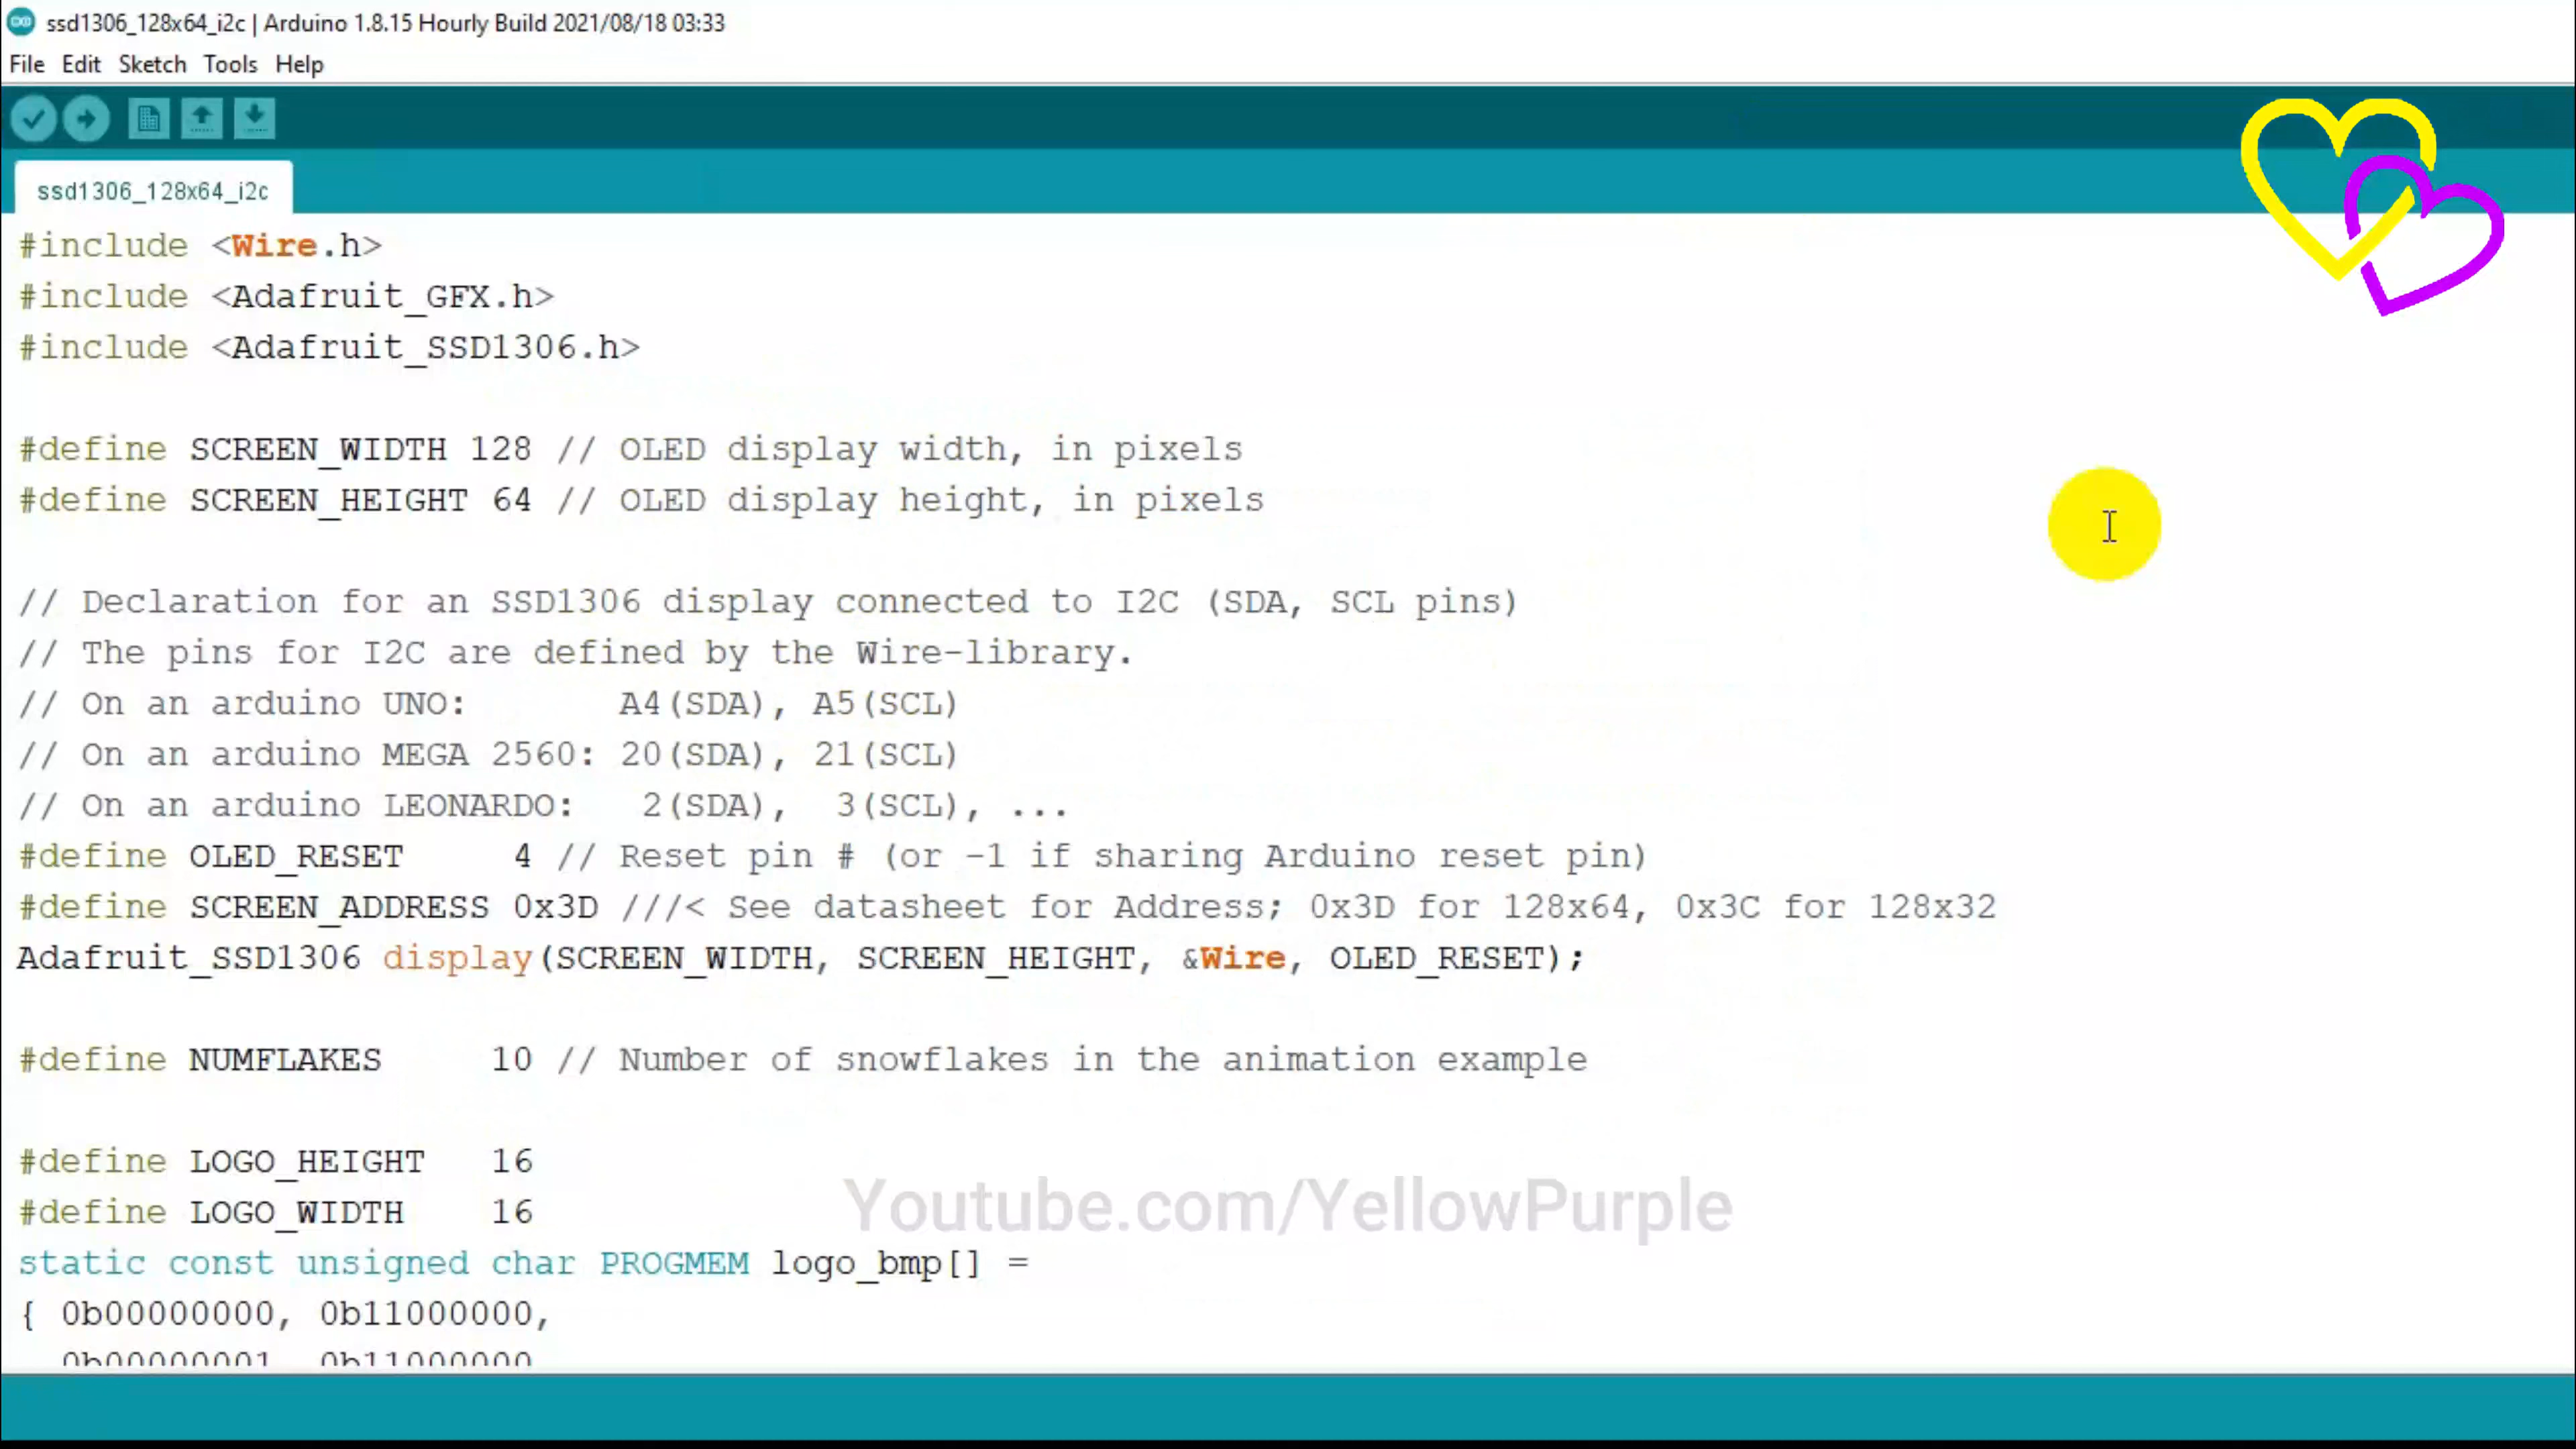 ssd1306_128x64_i2c | Arduino 1.8.15 Hourly Build 2021/08/18 03:33
File Edit Sketch Tools Help
ssd1306_128x64_i2c
#include <Wire.h>
#include <Adafruit_GFX.h>
#include <Adafruit_SSD1306.h>
#define SCREEN_WIDTH 128 // OLED display width, in pixels
#define SCREEN_HEIGHT 64 // OLED display height, in pixels
// Declaration for an SSD1306 display connected to I2C (SDA, SCL pins)
// The pins for I2C are defined by the Wire-library.
// On an arduino UNO:       A4(SDA), A5(SCL)
// On an arduino MEGA 2560: 20(SDA), 21(SCL)
// On an arduino LEONARDO:   2(SDA),  3(SCL), ...
#define OLED_RESET     4 // Reset pin # (or -1 if sharing Arduino reset pin)
#define SCREEN_ADDRESS 0x3D ///< See datasheet for Address; 0x3D for 128x64, 0x3C for 128x32
Adafruit_SSD1306 display(SCREEN_WIDTH, SCREEN_HEIGHT, &Wire, OLED_RESET);
#define NUMFLAKES     10 // Number of snowflakes in the animation example
#define LOGO_HEIGHT   16
#define LOGO_WIDTH    16
Youtube.com/YellowPurple
static const unsigned char PROGMEM logo_bmp[] =
{ 0b00000000, 0b11000000,
0b00000001, 0b11000000